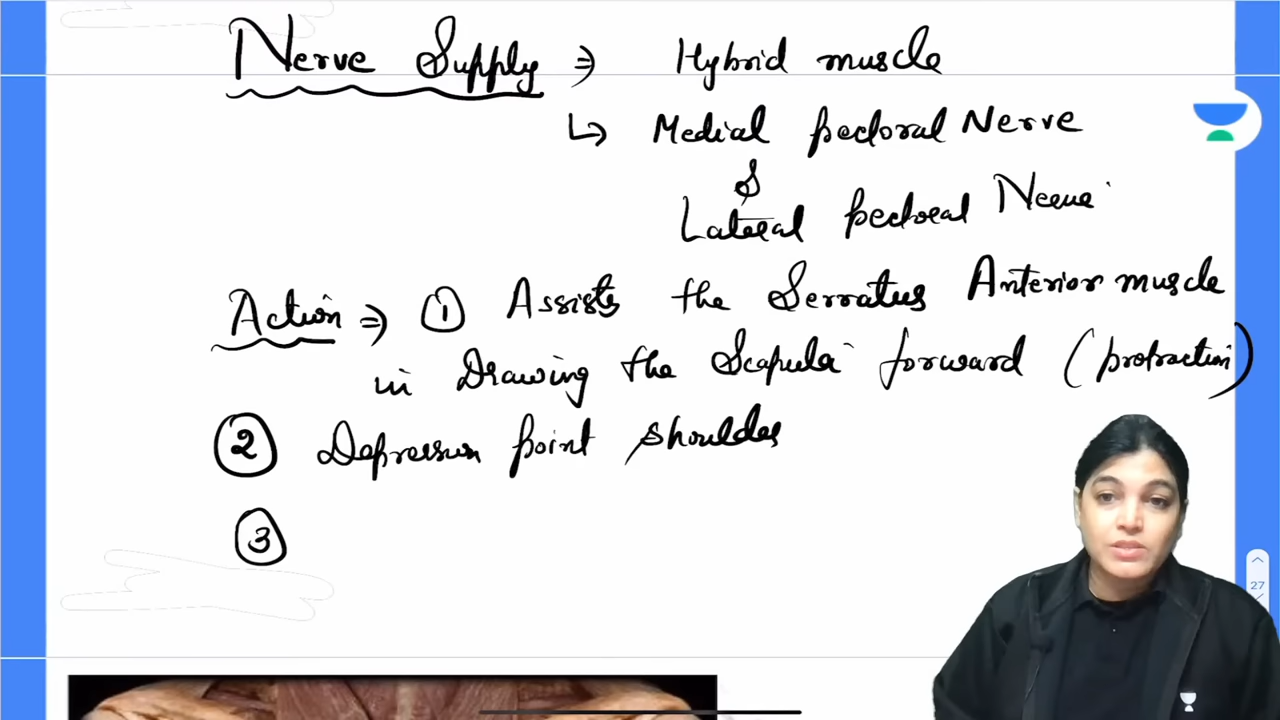 Nerve Supply ⇒ Hybrid muscle
↳ Medial pectoral Nerve
&
Lateral pectoral Nerve
Action ⇒ ① Assists the Serratus Anterior muscle
in Drawing the Scapula forward (protraction)
② Depression point shoulder
③
27